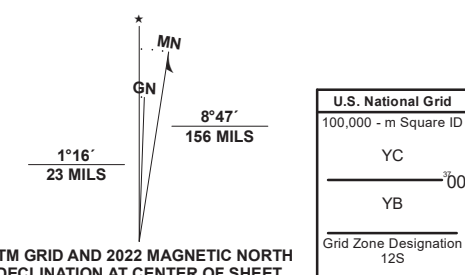 ★
MN
GN
8°47´
156 MILS
1°16´
23 MILS
TM GRID AND 2022 MAGNETIC NORTH
DECLINATION AT CENTER OF SHEET
U.S. National Grid
100,000 - m Square ID
YC
3700
YB
Grid Zone Designation
12S